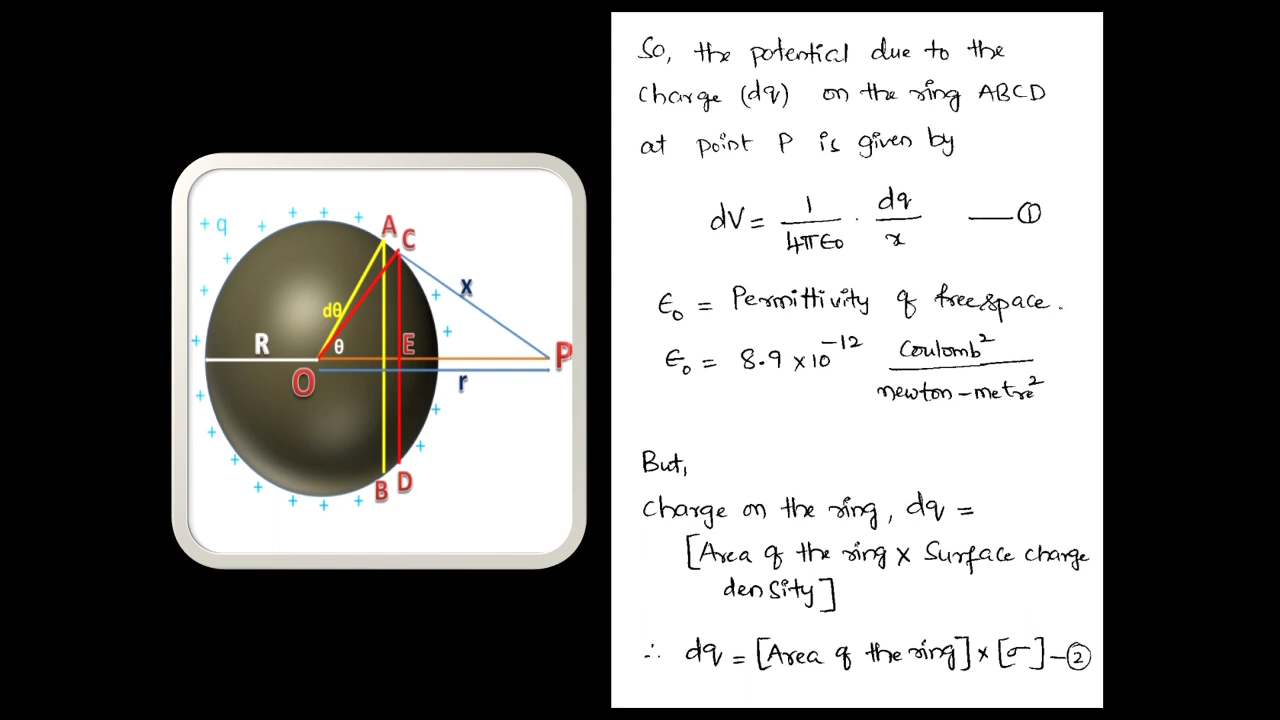 + q
A
C
x
dθ
θ
R
E
P
O
r
B
D
So, the potential due to the
charge (dq) on the ring ABCD
at point P is given by
dV = 1/4πϵ₀ · dq/x —— ①
ϵ₀ = Permittivity of free space.
ϵ₀ = 8.9 × 10⁻¹² Coulomb²/newton-metre²
But,
Charge on the ring, dq =
[Area of the ring × Surface charge
density]
∴ dq = [Area of the ring] × [σ] – ②